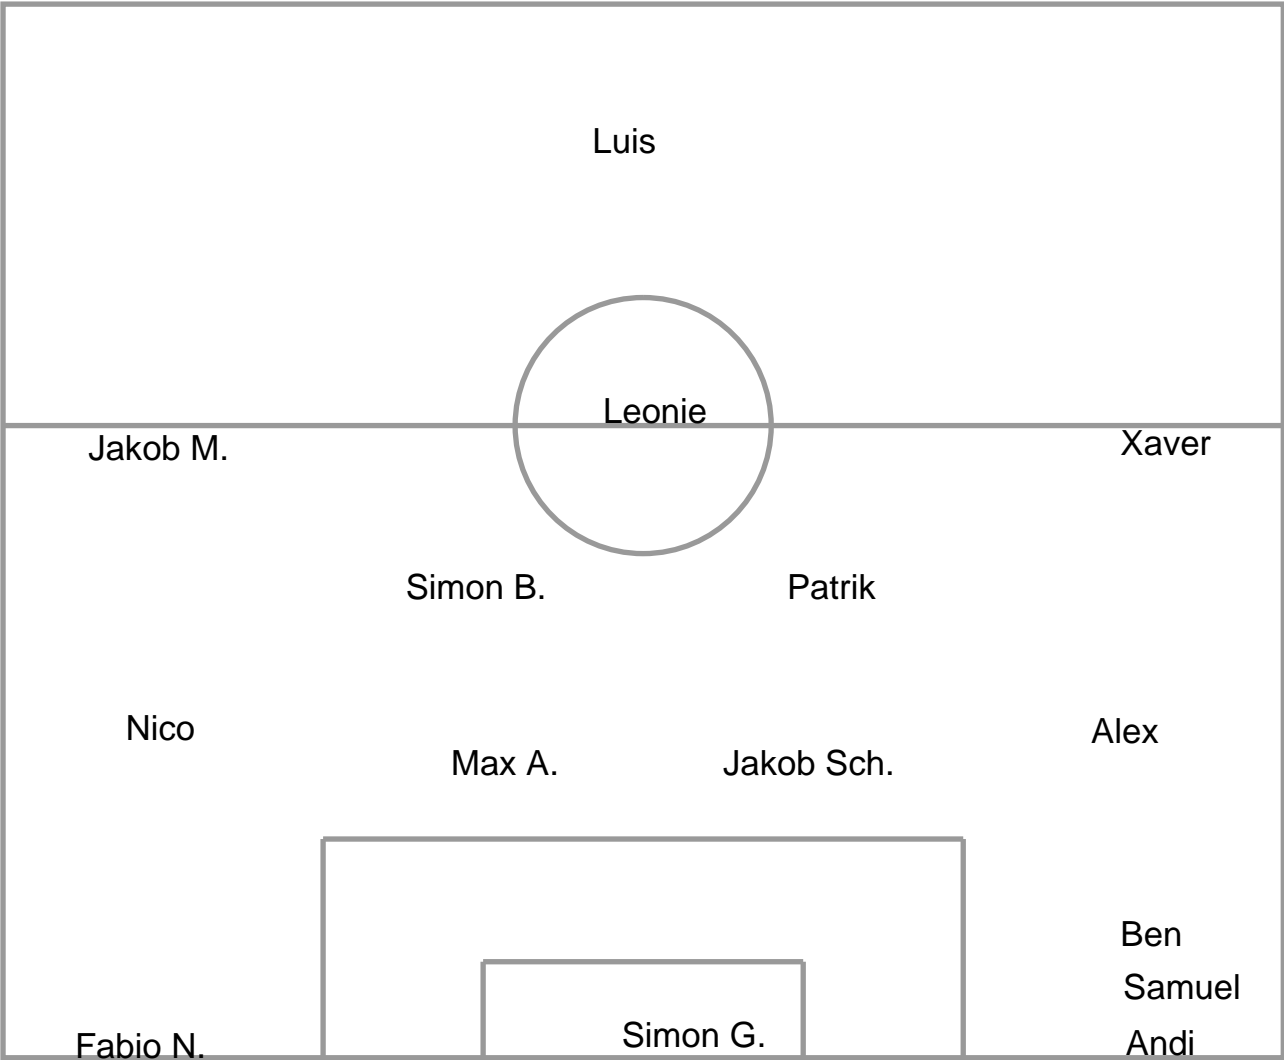 Luis
Leonie
Jakob M.
Xaver
Simon B.
Patrik
Nico
Alex
Max A.
Jakob Sch.
Ben
Samuel
Simon G.
Fabio N.
Andi